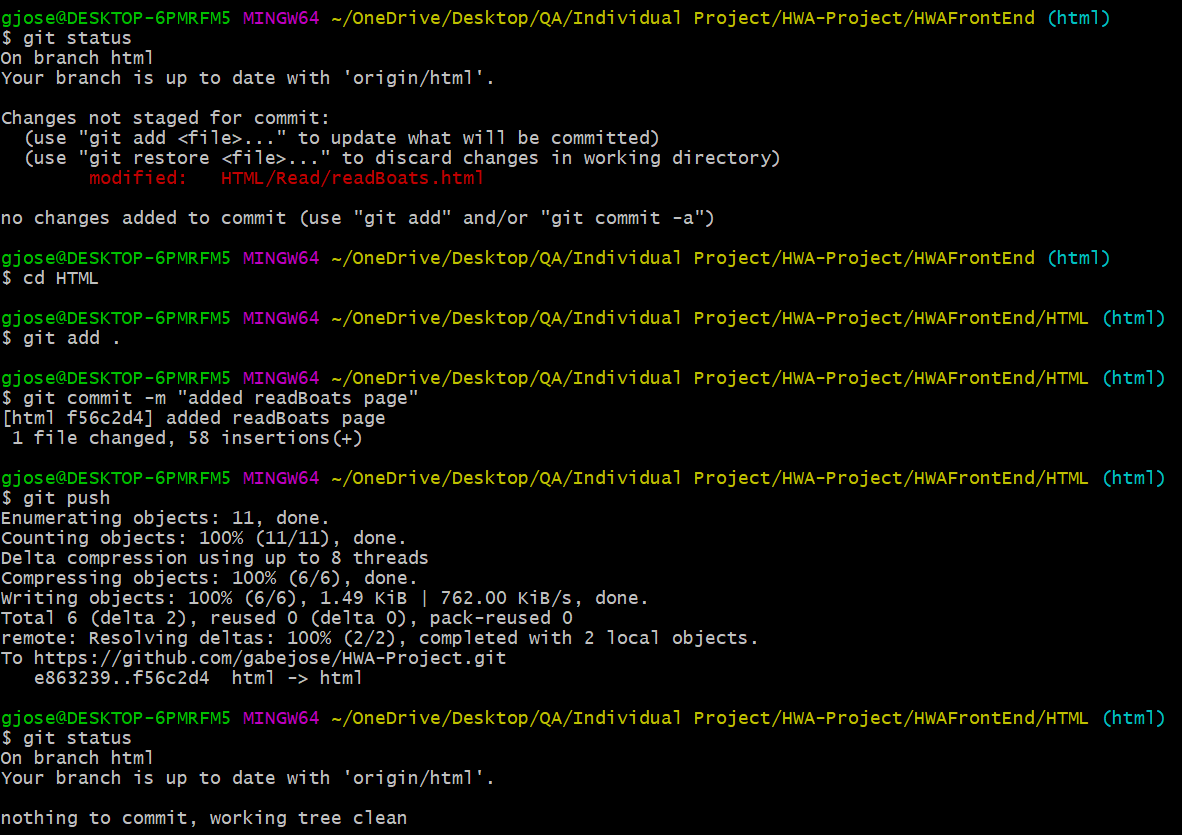 gjose@DESKTOP-6PMRFM5 MINGW64 ~/OneDrive/Desktop/QA/Individual Project/HWA-Project/HWAFrontEnd (html)
$ git status
On branch html
Your branch is up to date with 'origin/html'.

Changes not staged for commit:
  (use "git add <file>..." to update what will be committed)
  (use "git restore <file>..." to discard changes in working directory)
        modified:   HTML/Read/readBoats.html

no changes added to commit (use "git add" and/or "git commit -a")

gjose@DESKTOP-6PMRFM5 MINGW64 ~/OneDrive/Desktop/QA/Individual Project/HWA-Project/HWAFrontEnd (html)
$ cd HTML

gjose@DESKTOP-6PMRFM5 MINGW64 ~/OneDrive/Desktop/QA/Individual Project/HWA-Project/HWAFrontEnd/HTML (html)
$ git add .

gjose@DESKTOP-6PMRFM5 MINGW64 ~/OneDrive/Desktop/QA/Individual Project/HWA-Project/HWAFrontEnd/HTML (html)
$ git commit -m "added readBoats page"
[html f56c2d4] added readBoats page
 1 file changed, 58 insertions(+)

gjose@DESKTOP-6PMRFM5 MINGW64 ~/OneDrive/Desktop/QA/Individual Project/HWA-Project/HWAFrontEnd/HTML (html)
$ git push
Enumerating objects: 11, done.
Counting objects: 100% (11/11), done.
Delta compression using up to 8 threads
Compressing objects: 100% (6/6), done.
Writing objects: 100% (6/6), 1.49 KiB | 762.00 KiB/s, done.
Total 6 (delta 2), reused 0 (delta 0), pack-reused 0
remote: Resolving deltas: 100% (2/2), completed with 2 local objects.
To https://github.com/gabejose/HWA-Project.git
   e863239..f56c2d4  html -> html

gjose@DESKTOP-6PMRFM5 MINGW64 ~/OneDrive/Desktop/QA/Individual Project/HWA-Project/HWAFrontEnd/HTML (html)
$ git status
On branch html
Your branch is up to date with 'origin/html'.

nothing to commit, working tree clean